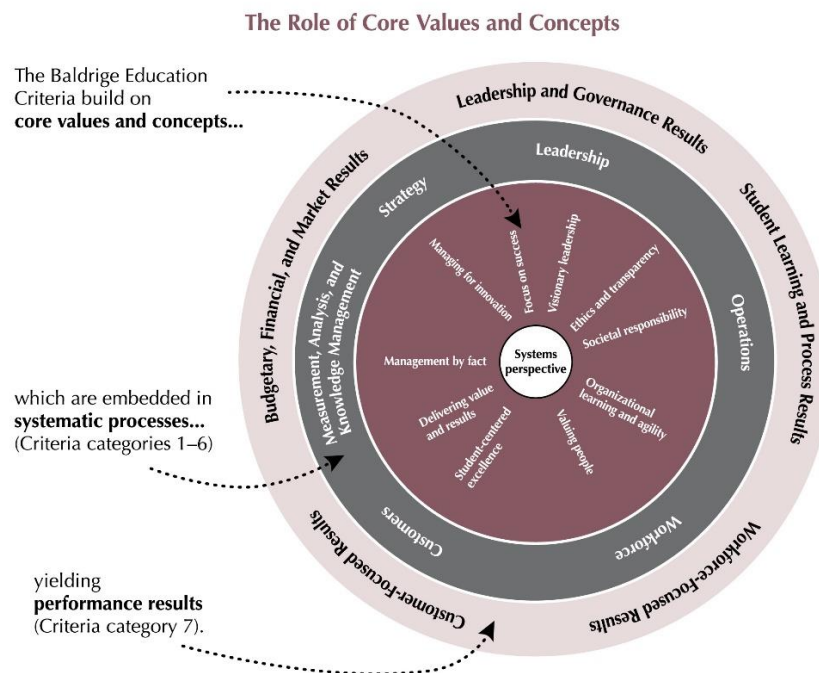 The Role of Core Values and Concepts
The Baldrige Education
Criteria build on
core values and concepts...
which are embedded in
systematic processes...
(Criteria categories 1–6)
yielding
performance results
(Criteria category 7).
Leadership and Governance Results
Student Learning and Process Results
Workforce-Focused Results
Customer-Focused Results
Budgetary, Financial, and Market Results
Leadership
Operations
Workforce
Customers
Measurement, Analysis, and
Knowledge Management
Strategy
Systems
perspective
Focus on success
Visionary leadership
Ethics and transparency
Societal responsibility
Organizational
learning and agility
Valuing people
Student-centered
excellence
Delivering value
and results
Management by fact
Managing for innovation